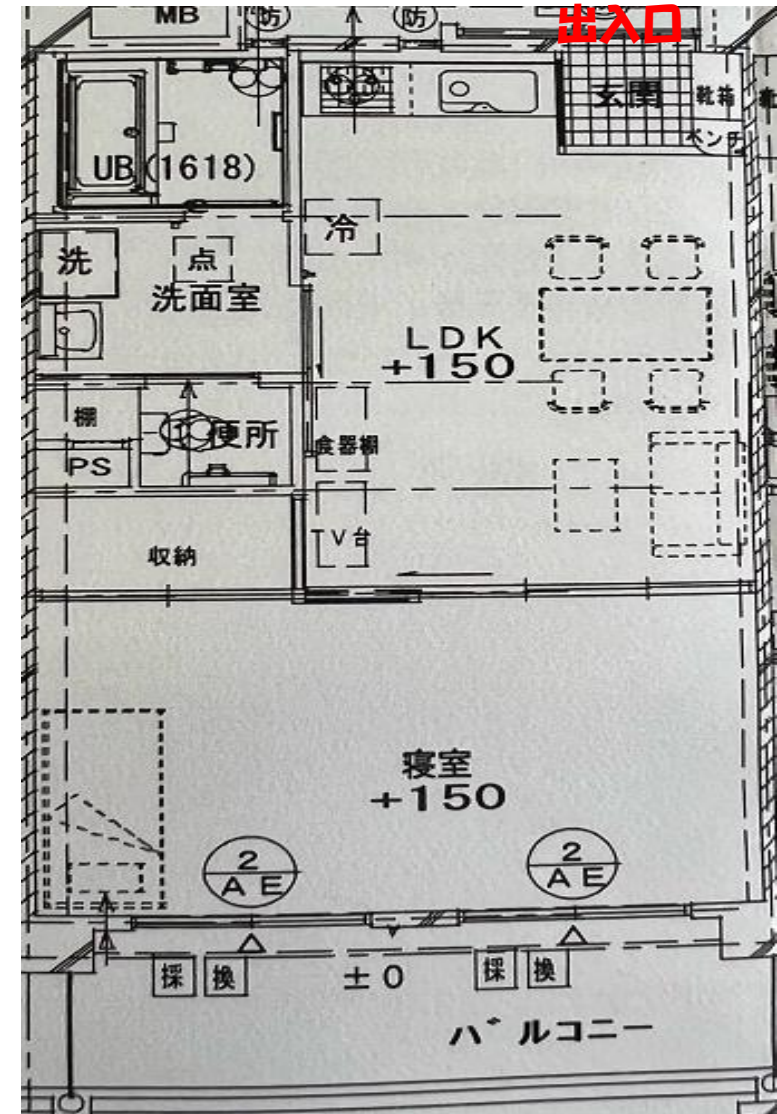 MB
防
防
出入口
玄関
靴箱
ベンチ
UB(1618)
冷
洗
点
洗面室
LDK
+150
棚
便所
食器棚
PS
TV台
収納
寝室
+150
2
AE
2
AE
採
換
±0
採
換
バルコニー